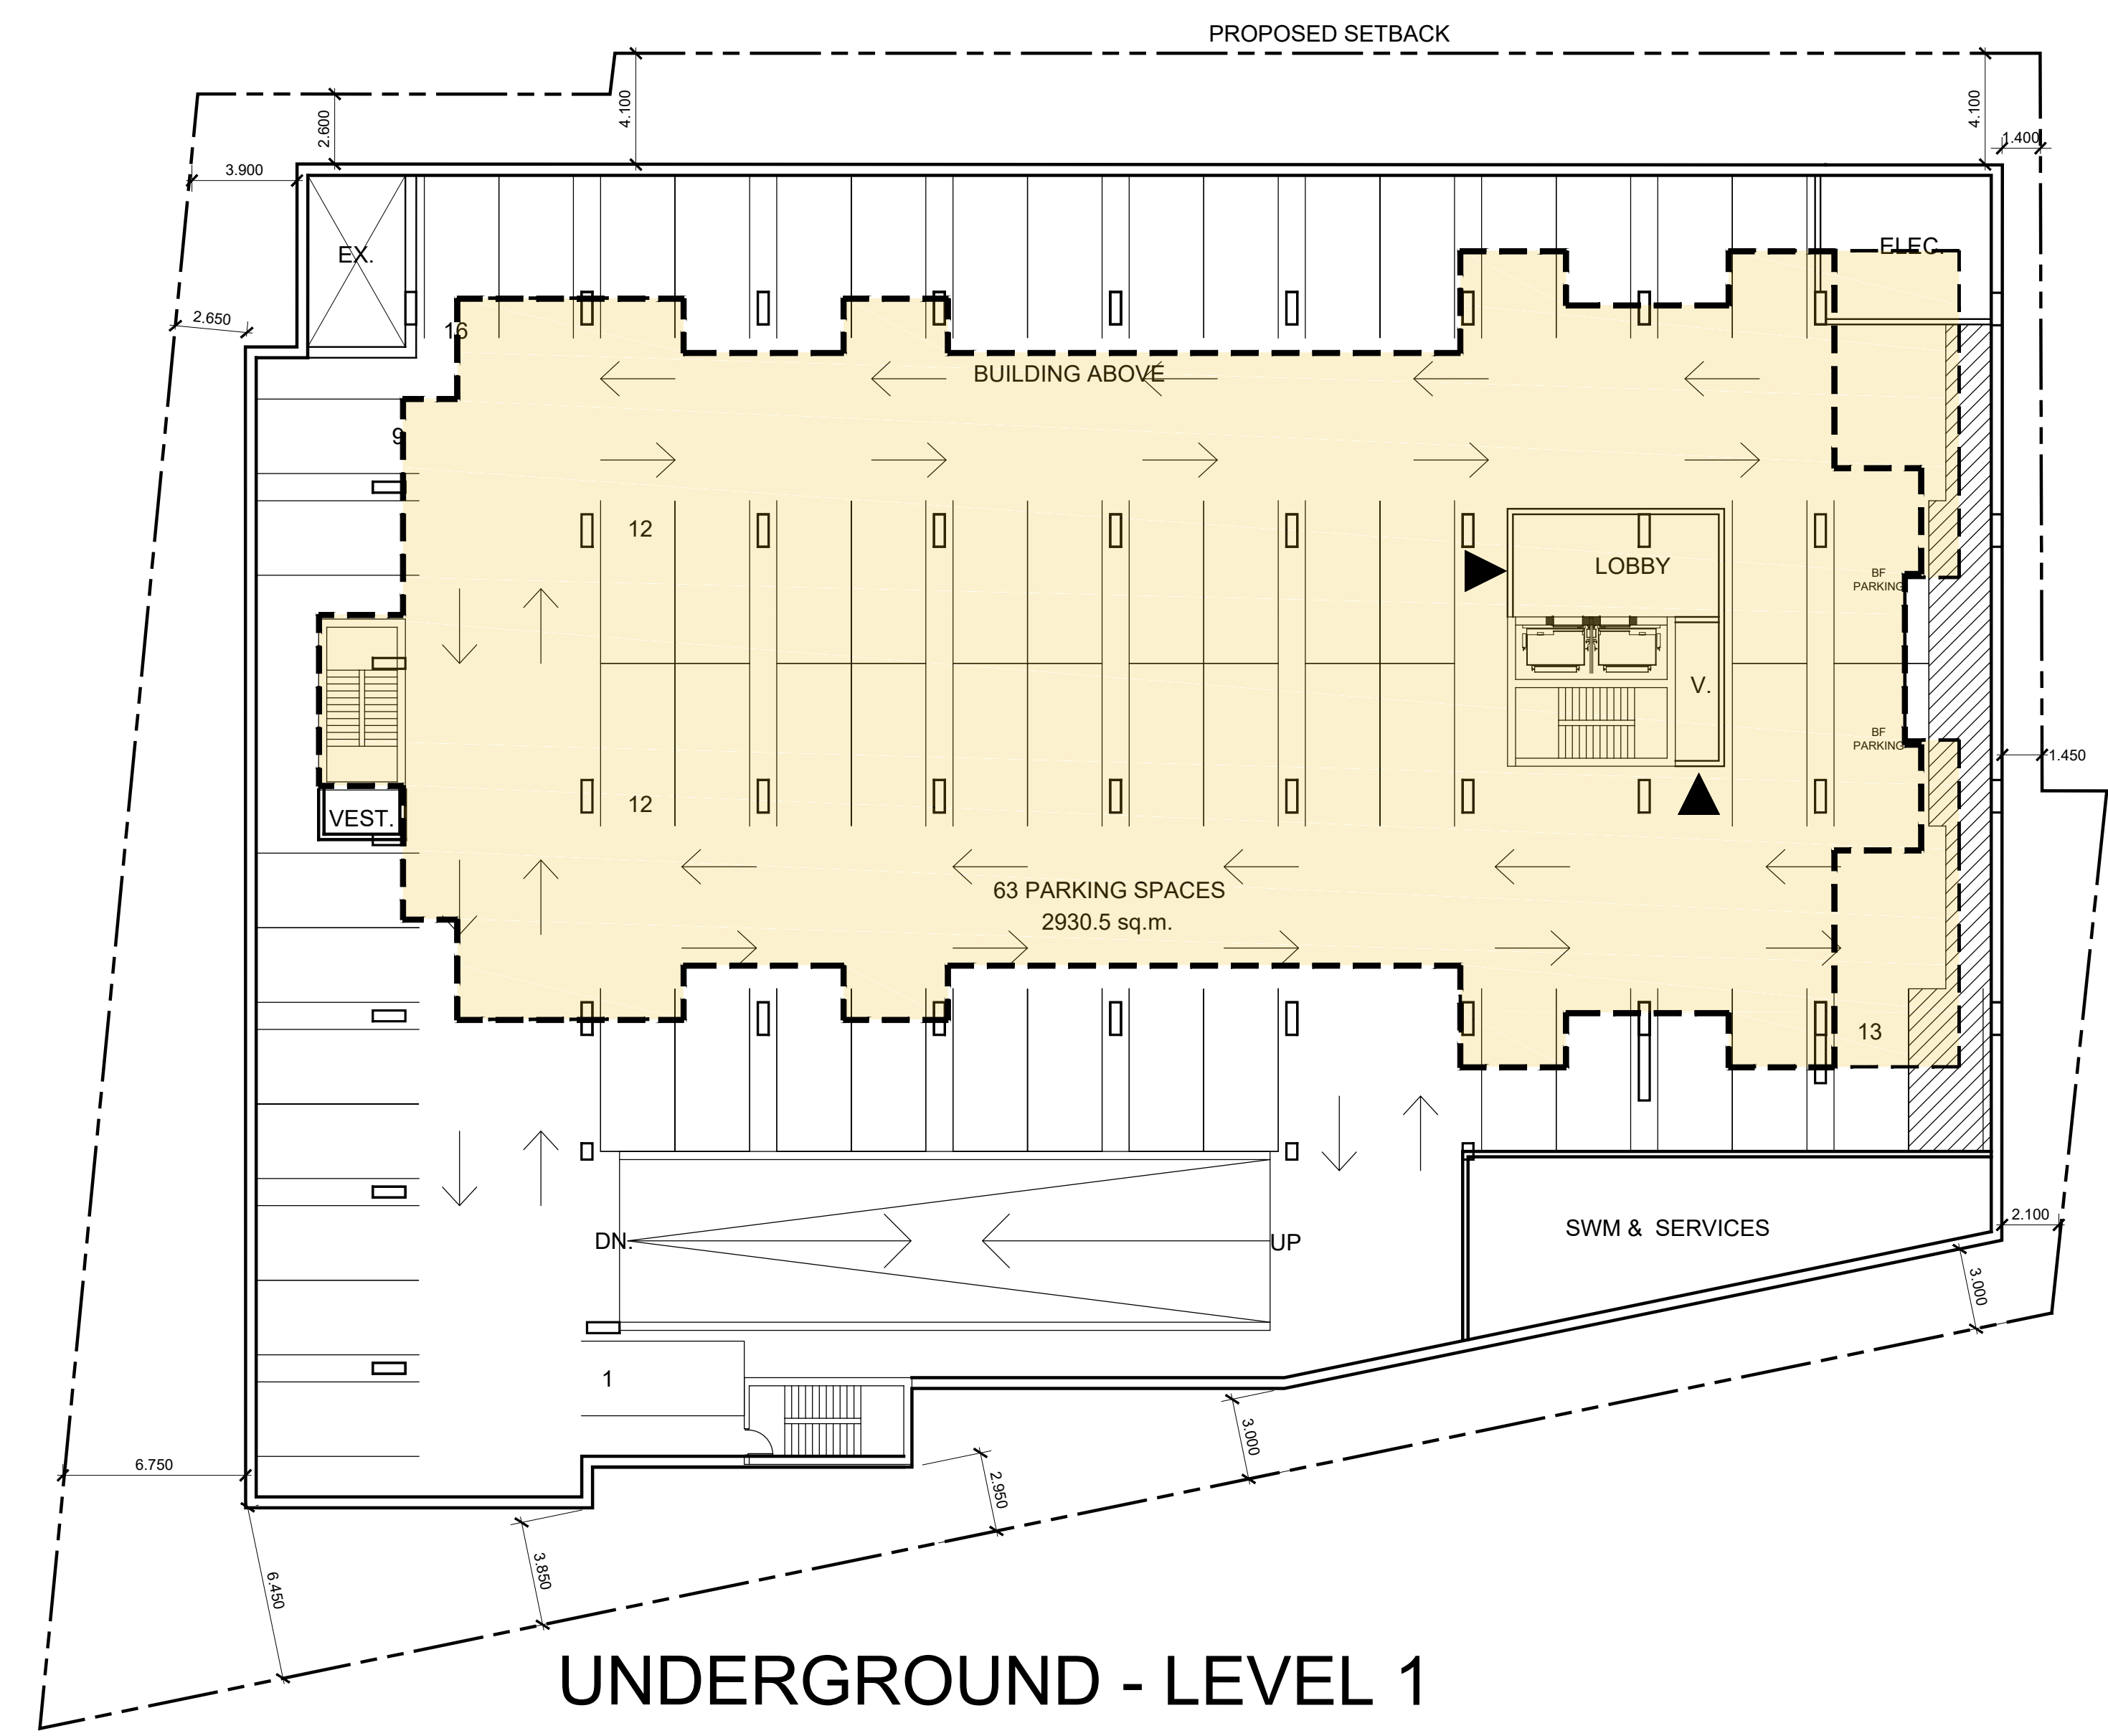 PROPOSED SETBACK
4.100
4.100
2.600
1.400
3.900
EX.
ELEC.
2.650
16
BUILDING ABOVE
9
12
LOBBY
BF
PARKING
V.
BF
PARKING
1.450
12
VEST.
63 PARKING SPACES
2930.5 sq.m.
13
2.100
SWM & SERVICES
DN.
UP
3.000
1
3.000
6.750
2.950
3.850
6.450
UNDERGROUND - LEVEL 1